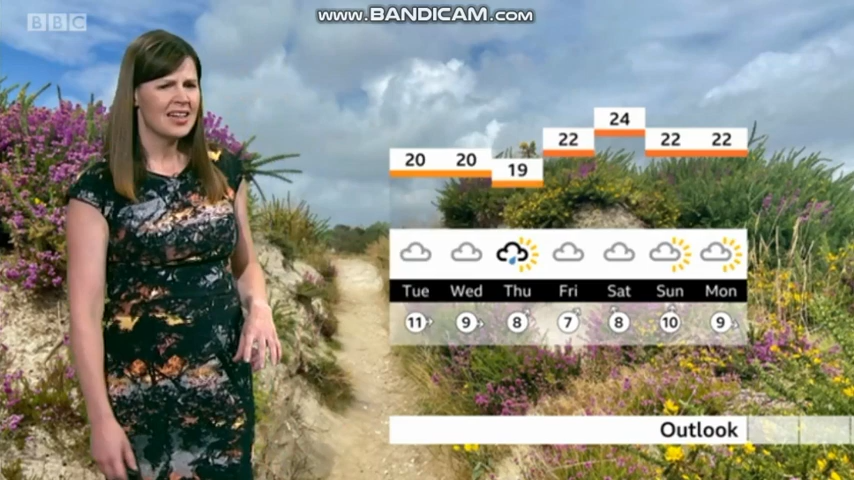 BBC
www.BANDICAM.com
20 20 19 22 24 22 22
Tue Wed Thu Fri Sat Sun Mon
11 9 8 7 8 10 9
Outlook